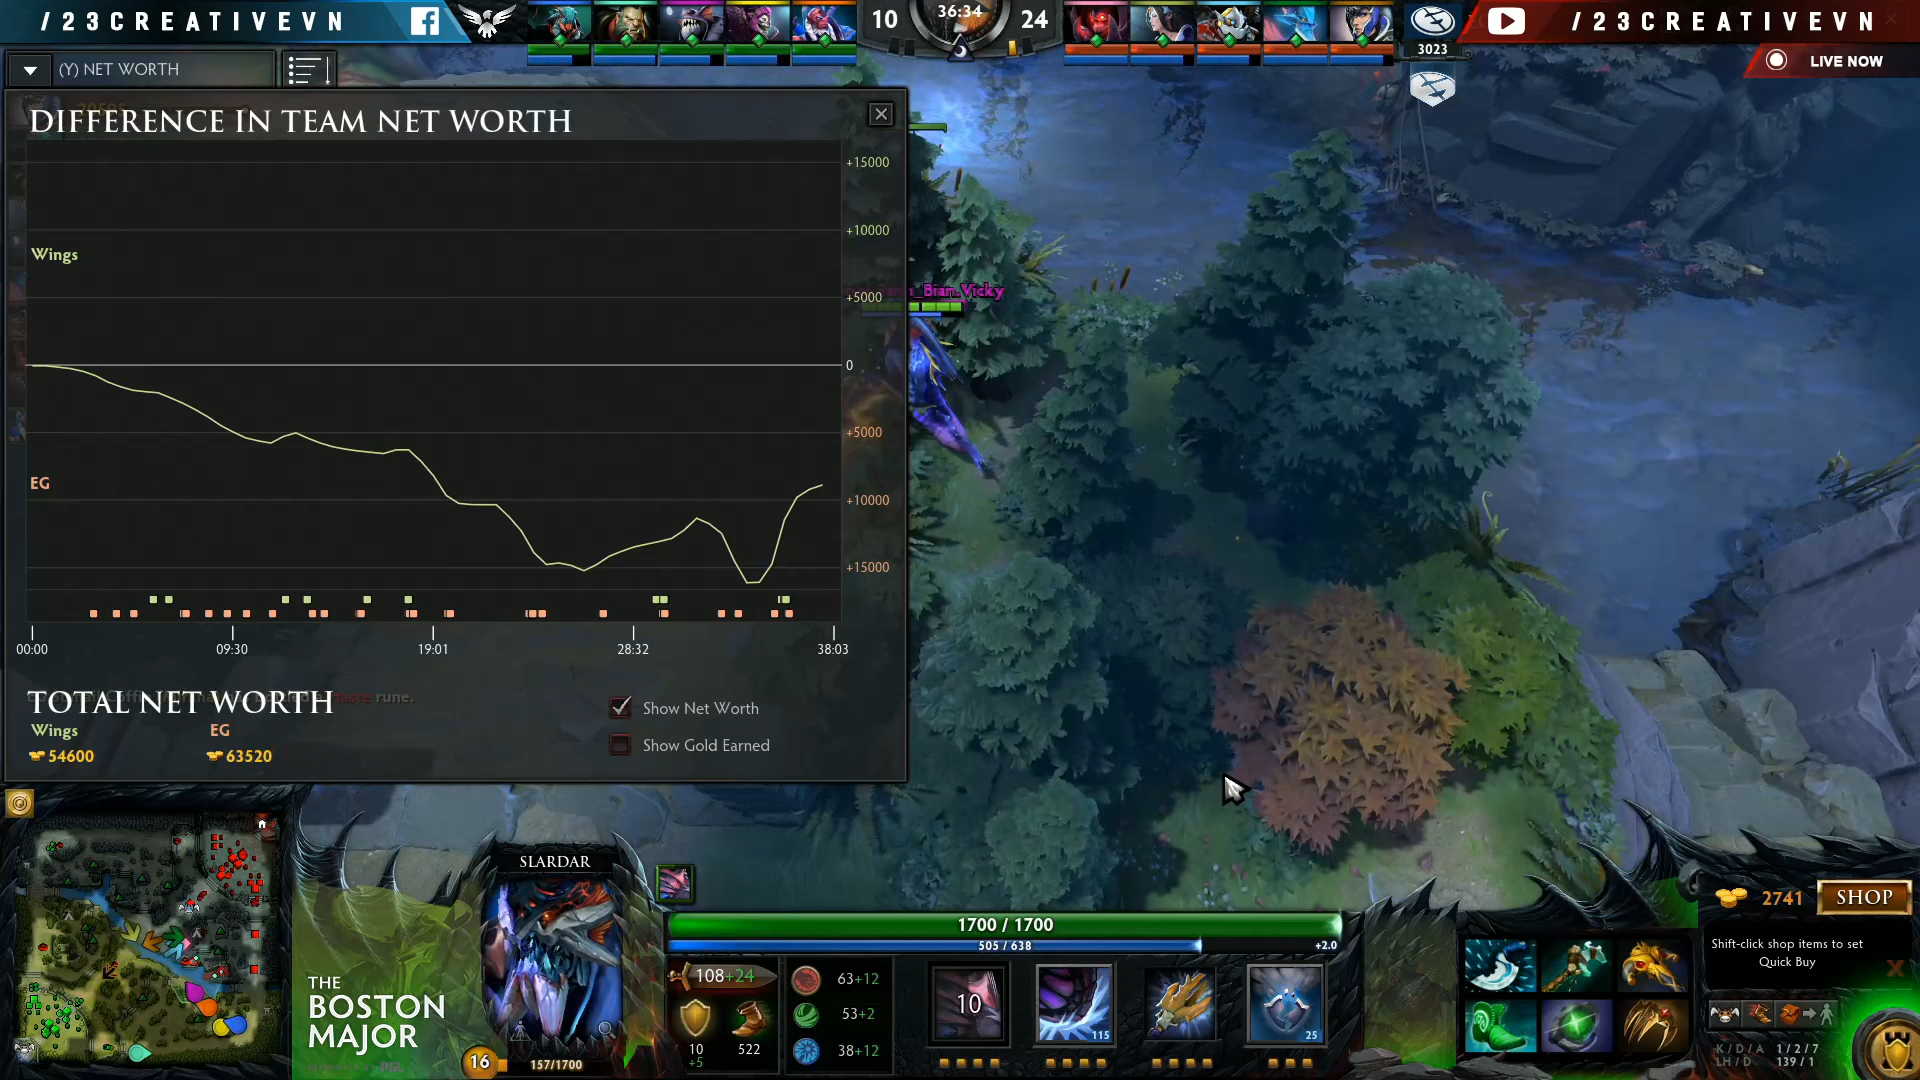 /23CREATIVEVN
10
36:34
24
3023
/23CREATIVEVN
LIVE NOW
(Y) NET WORTH
DIFFERENCE IN TEAM NET WORTH
+15000
+10000
Wings
+5000
Bian.Vicky
0
+5000
EG
+10000
+15000
00:00
09:30
19:01
28:32
38:03
rune.
TOTAL NET WORTH
Wings
EG
54600
63520
Show Net Worth
Show Gold Earned
THE
BOSTON
MAJOR
SLARDAR
16
157/1700
1700 / 1700
505 / 638
+2.0
108+24
10
+5
522
63+12
53+2
38+12
10
115
25
2741
SHOP
Shift-click shop items to set
Quick Buy
K/D/A 1/2/7
LH/D 139/1